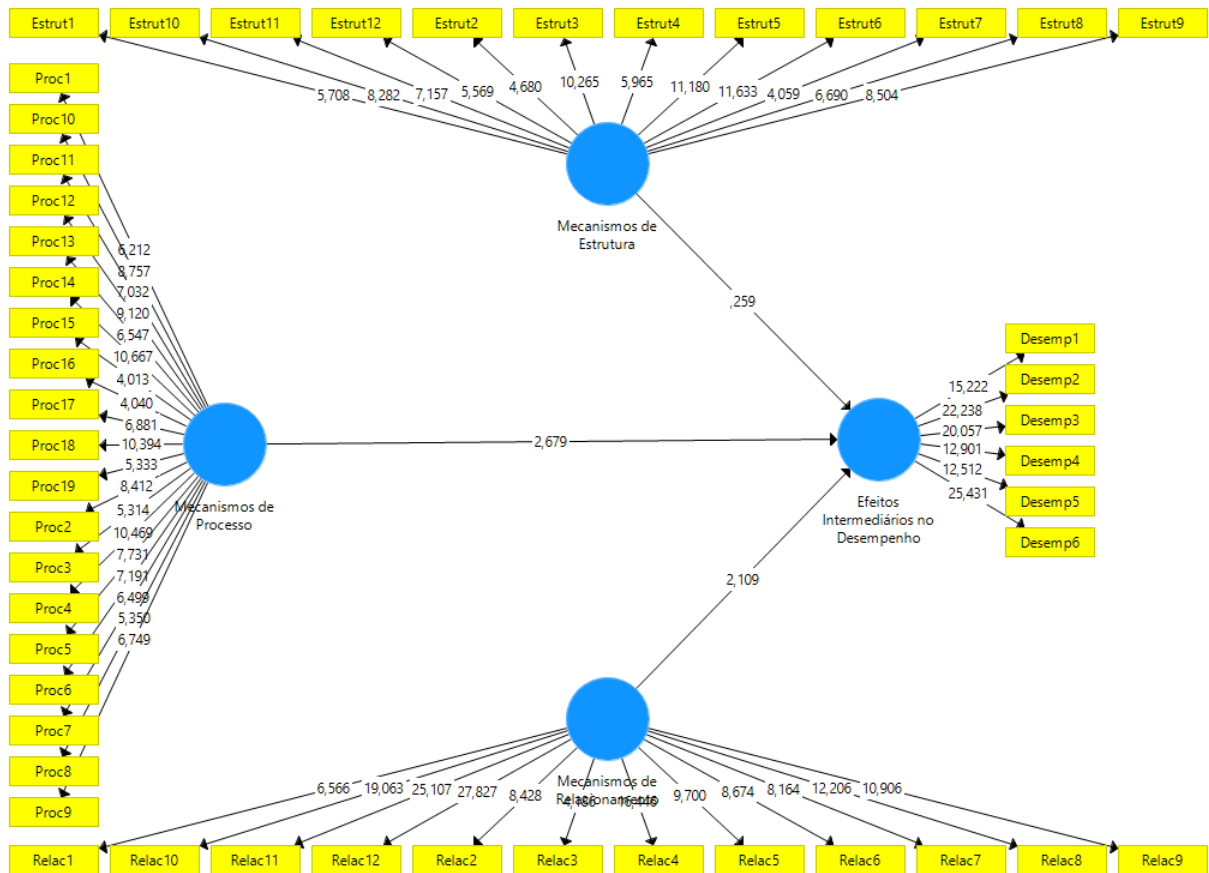 Estrut1 Estrut10 Estrut11 Estrut12 Estrut2 Estrut3 Estrut4 Estrut5 Estrut6 Estrut7 Estrut8 Estrut9
5,708 8,282 7,157 5,569 4,680 10,265 5,965 11,180 11,633 4,059 6,690 8,504
Mecanismos de
Estrutura
,259
Proc1
Proc10
Proc11
Proc12
Proc13
Proc14
Proc15
Proc16
Proc17
Proc18
Proc19
Proc2
Proc3
Proc4
Proc5
Proc6
Proc7
Proc8
Proc9
6,212
8,757
7,032
9,120
6,547
10,667
4,013
4,040
6,881
10,394
5,333
8,412
5,314
10,469
7,731
7,191
6,499
5,350
6,749
Mecanismos de
Processo
2,679
Desemp1
Desemp2
Desemp3
Desemp4
Desemp5
Desemp6
15,222
22,238
20,057
12,901
12,512
25,431
Efeitos
Intermediários no
Desempenho
2,109
Mecanismos de
Relacionamento
6,566 19,063 25,107 27,827 8,428 9,700 8,674 8,164 12,206 10,906
Relac1 Relac10 Relac11 Relac12 Relac2 Relac3 Relac4 Relac5 Relac6 Relac7 Relac8 Relac9